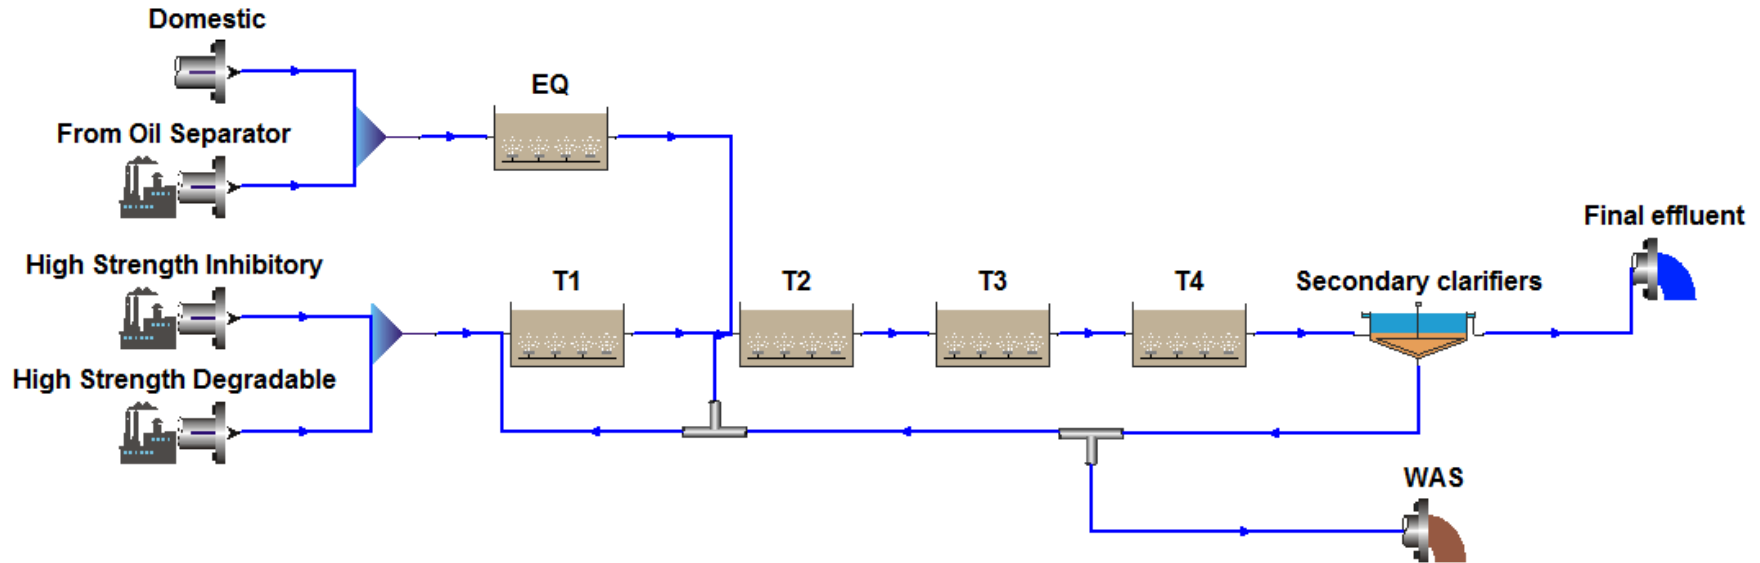 Domestic
EQ
From Oil Separator
Final effluent
High Strength Inhibitory
T1
T2
T3
T4
Secondary clarifiers
High Strength Degradable
WAS